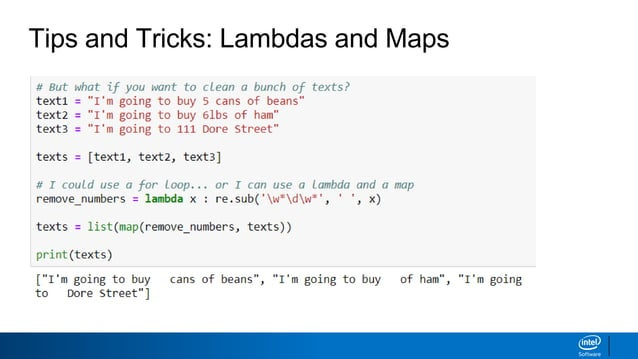 Tips and Tricks: Lambdas and Maps
# But what if you want to clean a bunch of texts?
text1 = "I'm going to buy 5 cans of beans"
text2 = "I'm going to buy 6lbs of ham"
text3 = "I'm going to 111 Dore Street"
texts = [text1, text2, text3]
# I could use a for loop... or I can use a lambda and a map
remove_numbers = lambda x : re.sub('\w*\d\w*', ' ', x)
texts = list(map(remove_numbers, texts))
print(texts)
["I'm going to buy   cans of beans", "I'm going to buy   of ham", "I'm going
to   Dore Street"]
intel
Software